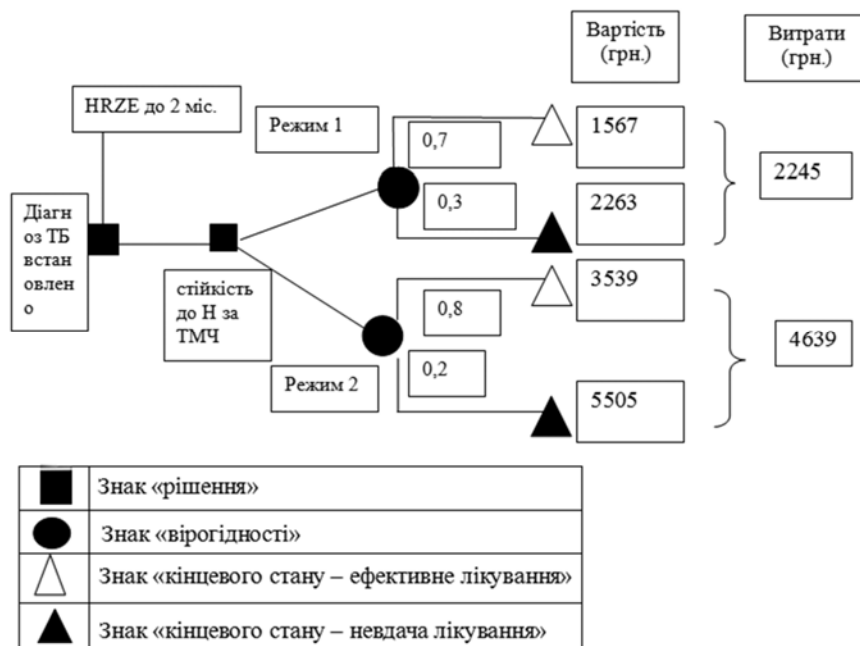 Вартість
(грн.)
Витрати
(грн.)
HRZE до 2 міс.
Режим 1
0,7
1567
0,3
2263
2245
Діагн
оз ТБ
встан
овлен
о
стійкість
до Н за
ТМЧ
3539
0,8
Режим 2
0,2
5505
4639
Знак «рішення»
Знак «вірогідності»
Знак «кінцевого стану – ефективне лікування»
Знак «кінцевого стану – невдача лікування»